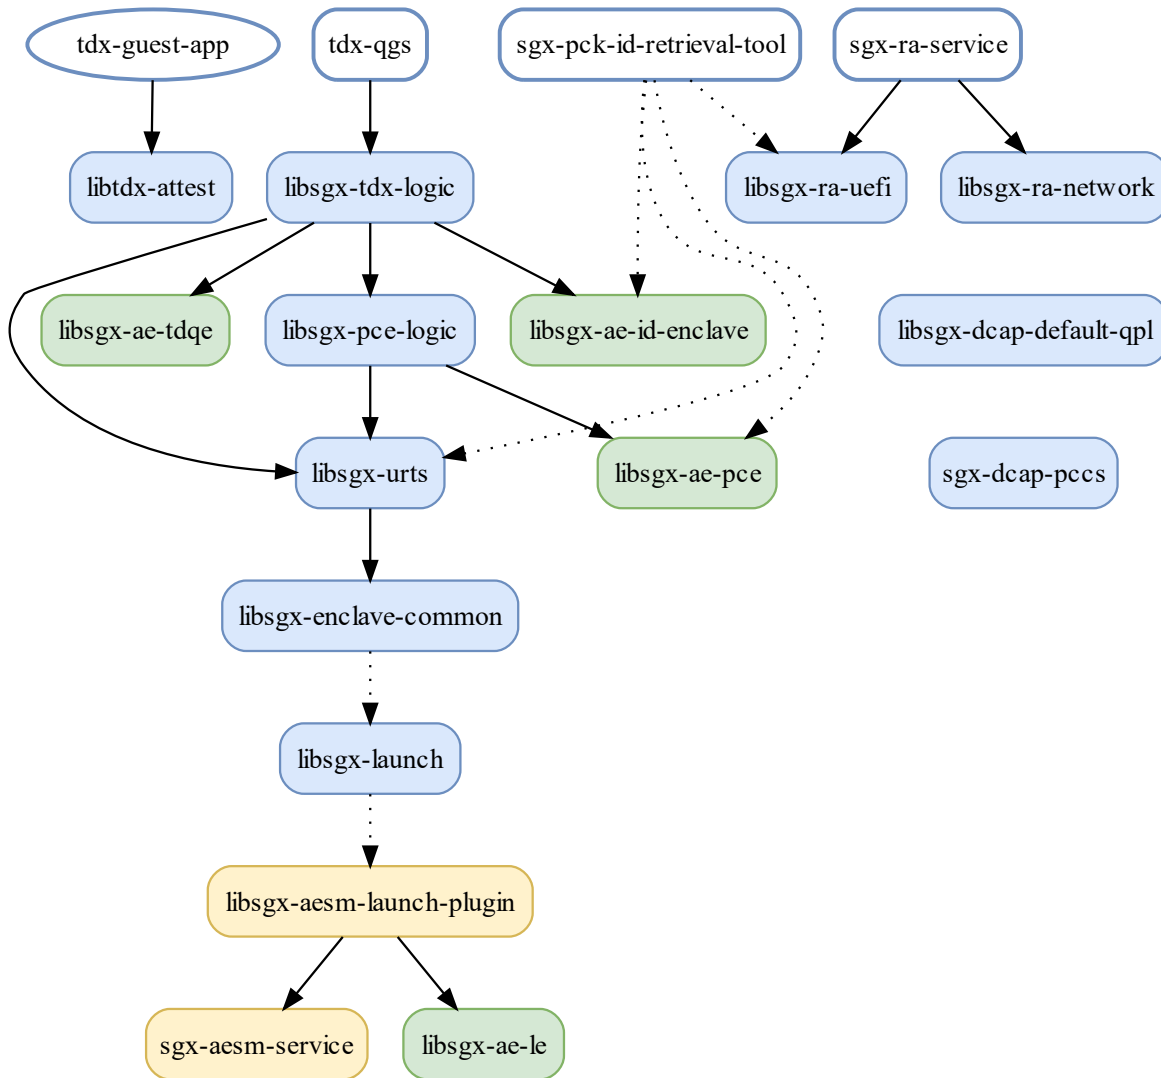 tdx-guest-app
tdx-qgs
sgx-pck-id-retrieval-tool
sgx-ra-service
libtdx-attest
libsgx-tdx-logic
libsgx-ra-uefi
libsgx-ra-network
libsgx-ae-tdqe
libsgx-pce-logic
libsgx-ae-id-enclave
libsgx-dcap-default-qpl
libsgx-urts
libsgx-ae-pce
sgx-dcap-pccs
libsgx-enclave-common
libsgx-launch
libsgx-aesm-launch-plugin
sgx-aesm-service
libsgx-ae-le